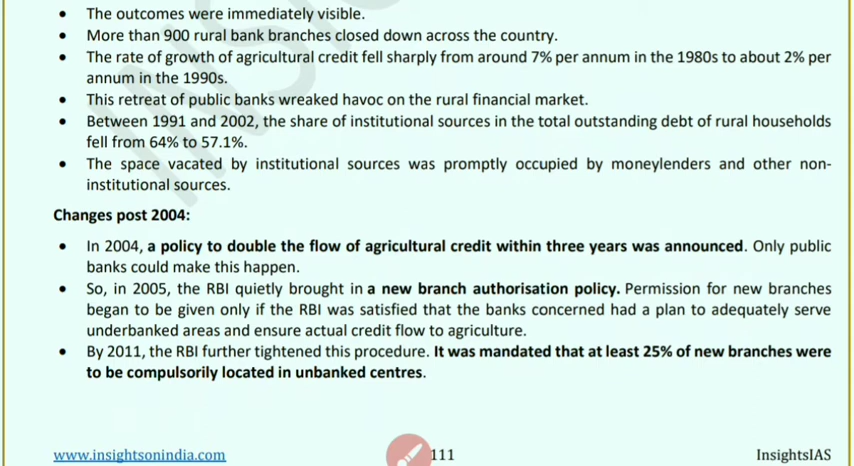 • The outcomes were immediately visible.
• More than 900 rural bank branches closed down across the country.
• The rate of growth of agricultural credit fell sharply from around 7% per annum in the 1980s to about 2% per
annum in the 1990s.
• This retreat of public banks wreaked havoc on the rural financial market.
• Between 1991 and 2002, the share of institutional sources in the total outstanding debt of rural households
fell from 64% to 57.1%.
• The space vacated by institutional sources was promptly occupied by moneylenders and other non-
institutional sources.
Changes post 2004:
• In 2004, a policy to double the flow of agricultural credit within three years was announced. Only public
banks could make this happen.
• So, in 2005, the RBI quietly brought in a new branch authorisation policy. Permission for new branches
began to be given only if the RBI was satisfied that the banks concerned had a plan to adequately serve
underbanked areas and ensure actual credit flow to agriculture.
• By 2011, the RBI further tightened this procedure. It was mandated that at least 25% of new branches were
to be compulsorily located in unbanked centres.
www.insightsonindia.com 111 InsightsIAS